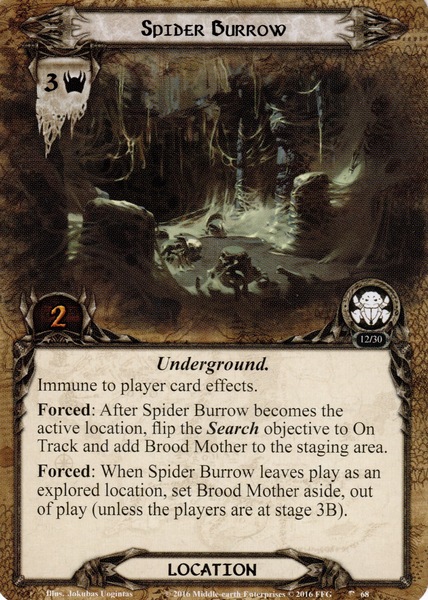 Spider Burrow
3
2
12/30
Underground.
Immune to player card effects.
Forced: After Spider Burrow becomes the
active location, flip the Search objective to On
Track and add Brood Mother to the staging area.
Forced: When Spider Burrow leaves play as an
explored location, set Brood Mother aside, out
of play (unless the players are at stage 3B).
LOCATION
Illus. Jokubas Uogintas ©2016 Middle-earth Enterprises © 2016 FFG 68